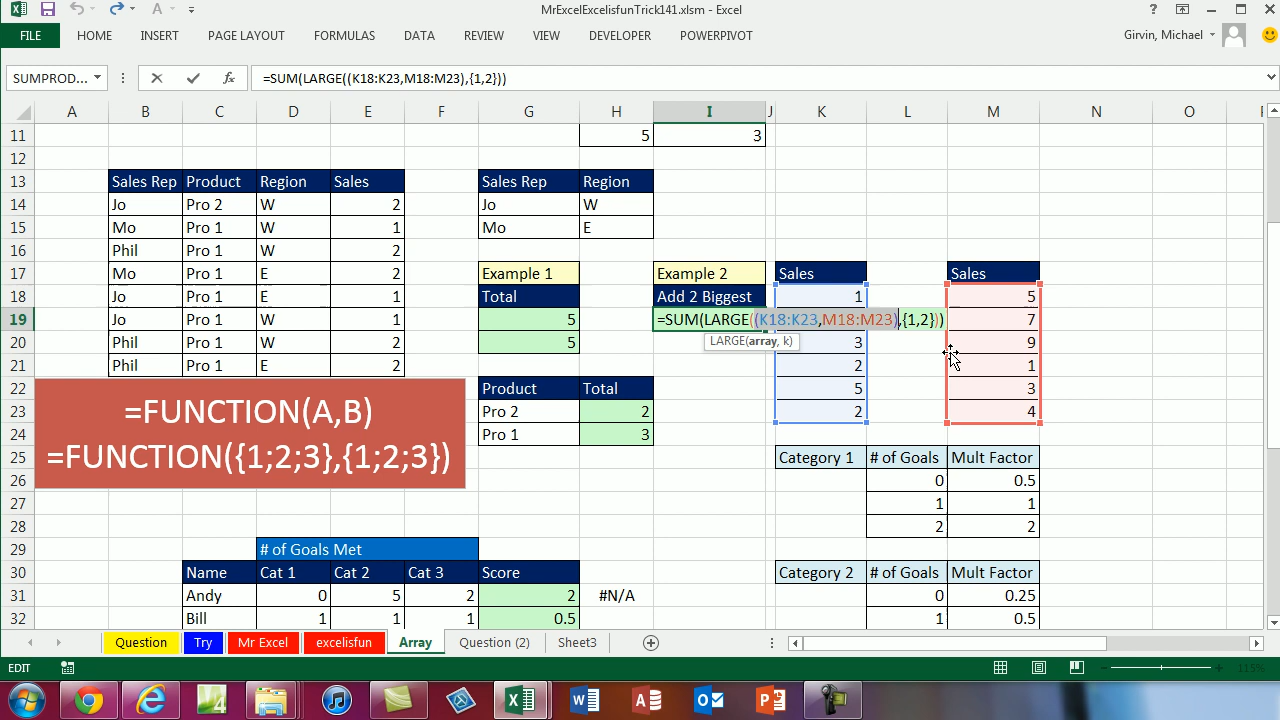 MrExcelExcelisfunTrick141.xlsm - Excel
FILE HOME INSERT PAGE LAYOUT FORMULAS DATA REVIEW VIEW DEVELOPER POWERPIVOT Girvin, Michael
SUMPROD... fx =SUM(LARGE((K18:K23,M18:M23),{1,2}))
A B C D E F G H I J K L M N O
11 5 3
12
13 Sales Rep Product Region Sales Sales Rep Region
14 Jo Pro 2 W 2 Jo W
15 Mo Pro 1 W 1 Mo E
16 Phil Pro 1 W 2
17 Mo Pro 1 E 2 Example 1 Example 2 Sales Sales
18 Jo Pro 1 E 1 Total Add 2 Biggest 1 5
19 Jo Pro 1 W 2 5 =SUM(LARGE((K18:K23,M18:M23),{1,2})) 7
20 Phil Pro 1 W 2 5 3 9
LARGE(array, k)
21 Phil Pro 1 E 2 2 1
22 Product Total 5 3
23 Pro 2 2 2 4
24 Pro 1 3
=FUNCTION(A,B)
=FUNCTION({1;2;3},{1;2;3})
25 Category 1 # of Goals Mult Factor
26 0 0.5
27 1 1
28 2 2
29 # of Goals Met
30 Name Cat 1 Cat 2 Cat 3 Score Category 2 # of Goals Mult Factor
31 Andy 0 5 2 2 #N/A 0 0.25
32 Bill 1 1 1 0.5 1 0.5
Question Try Mr Excel excelisfun Array Question (2) Sheet3
EDIT 115%